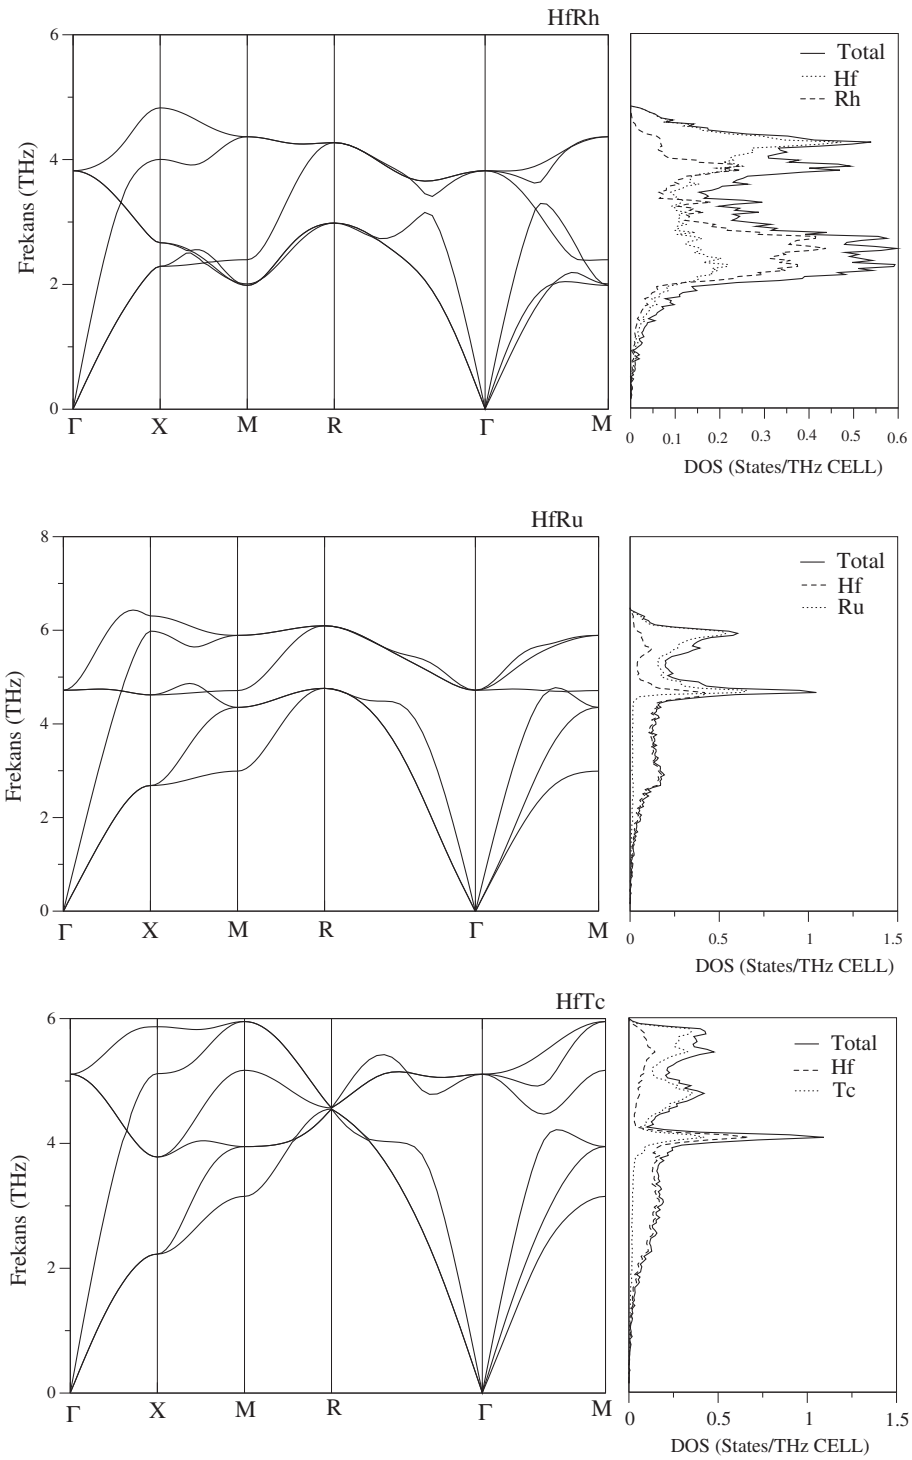 HfRh
6
4
2
0
Frekans (THz)
Γ X M R Γ M
Total
Hf
Rh
0 0.1 0.2 0.3 0.4 0.5 0.6
DOS (States/THz CELL)
HfRu
8
6
4
2
0
Frekans (THz)
Γ X M R Γ M
Total
Hf
Ru
0 0.5 1 1.5
DOS (States/THz CELL)
HfTc
6
4
2
0
Frekans (THz)
Γ X M R Γ M
Total
Hf
Tc
0 0.5 1 1.5
DOS (States/THz CELL)